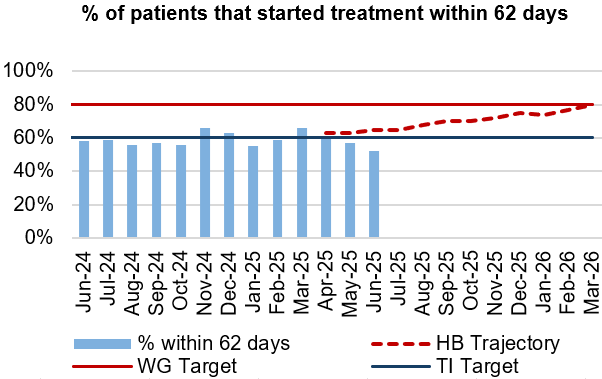 % of patients that started treatment within 62 days
100%
80%
60%
40%
20%
0%
Jun-24
Jul-24
Aug-24
Sep-24
Oct-24
Nov-24
Dec-24
Jan-25
Feb-25
Mar-25
Apr-25
May-25
Jun-25
Jul-25
Aug-25
Sep-25
Oct-25
Nov-25
Dec-25
Jan-26
Feb-26
Mar-26
% within 62 days
HB Trajectory
WG Target
TI Target